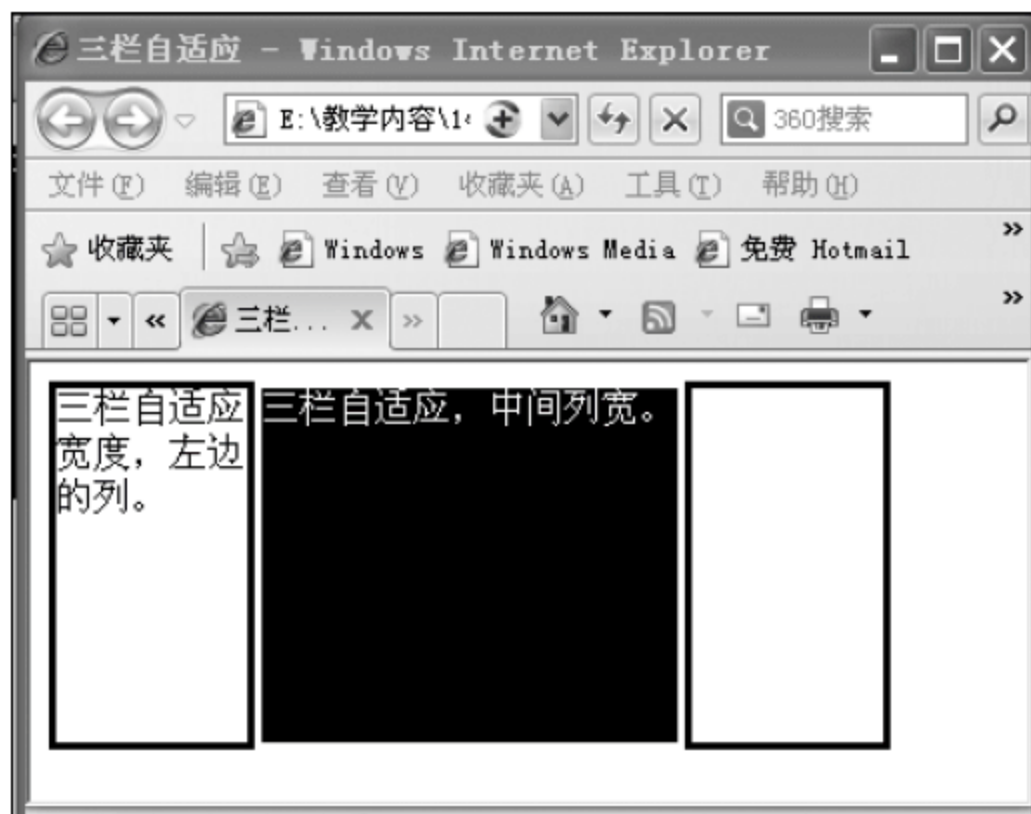 三栏自适应 - Windows Internet Explorer
E:\教学内容\14
360搜索
文件(F) 编辑(E) 查看(V) 收藏夹(A) 工具(T) 帮助(H)
收藏夹 Windows Windows Media 免费 Hotmail
三栏...
三栏自适应
宽度，左边
的列。
三栏自适应，中间列宽。